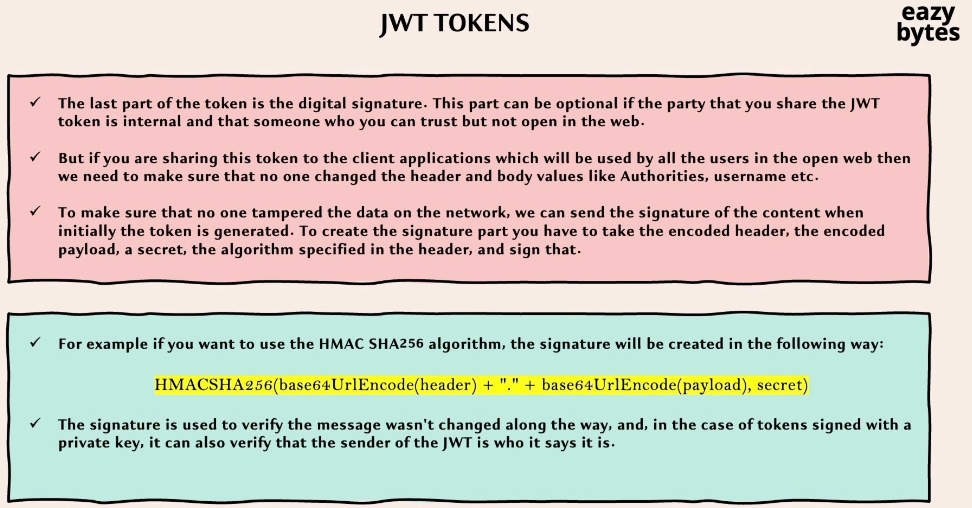 JWT TOKENS
eazy
bytes
✓ The last part of the token is the digital signature. This part can be optional if the party that you share the JWT
token is internal and that someone who you can trust but not open in the web.
✓ But if you are sharing this token to the client applications which will be used by all the users in the open web then
we need to make sure that no one changed the header and body values like Authorities, username etc.
✓ To make sure that no one tampered the data on the network, we can send the signature of the content when
initially the token is generated. To create the signature part you have to take the encoded header, the encoded
payload, a secret, the algorithm specified in the header, and sign that.
✓ For example if you want to use the HMAC SHA256 algorithm, the signature will be created in the following way:
HMACSHA256(base64UrlEncode(header) + "." + base64UrlEncode(payload), secret)
✓ The signature is used to verify the message wasn't changed along the way, and, in the case of tokens signed with a
private key, it can also verify that the sender of the JWT is who it says it is.